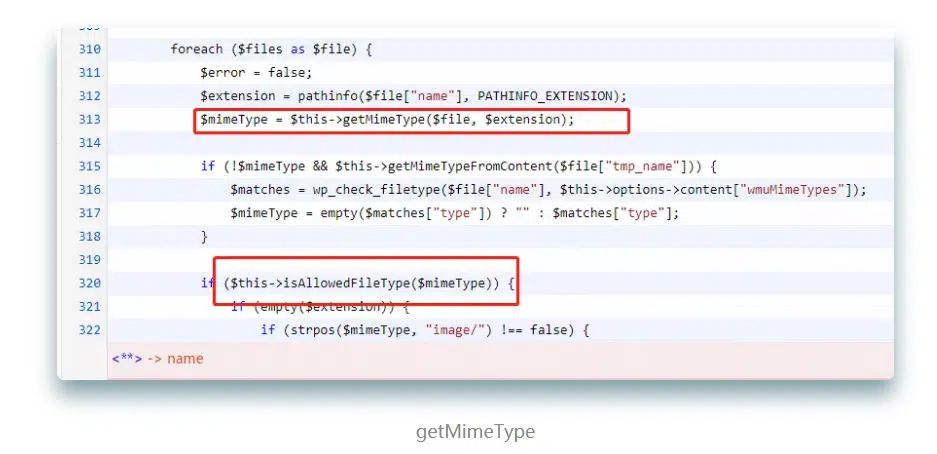 310 foreach ($files as $file) {
311 $error = false;
312 $extension = pathinfo($file["name"], PATHINFO_EXTENSION);
313 $mimeType = $this->getMimeType($file, $extension);
314
315 if (!$mimeType && $this->getMimeTypeFromContent($file["tmp_name"])) {
316 $matches = wp_check_filetype($file["name"], $this->options->content["wmuMimeTypes"]);
317 $mimeType = empty($matches["type"]) ? "" : $matches["type"];
318 }
319
320 if ($this->isAllowedFileType($mimeType)) {
321 if (empty($extension)) {
322 if (strpos($mimeType, "image/") !== false) {
<**> -> name
getMimeType